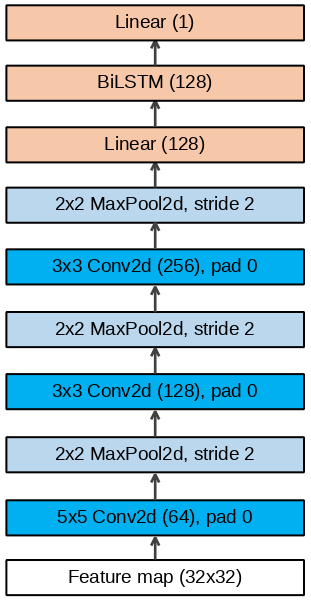 Linear (1)
BiLSTM (128)
Linear (128)
2x2 MaxPool2d, stride 2
3x3 Conv2d (256), pad 0
2x2 MaxPool2d, stride 2
3x3 Conv2d (128), pad 0
2x2 MaxPool2d, stride 2
5x5 Conv2d (64), pad 0
Feature map (32x32)